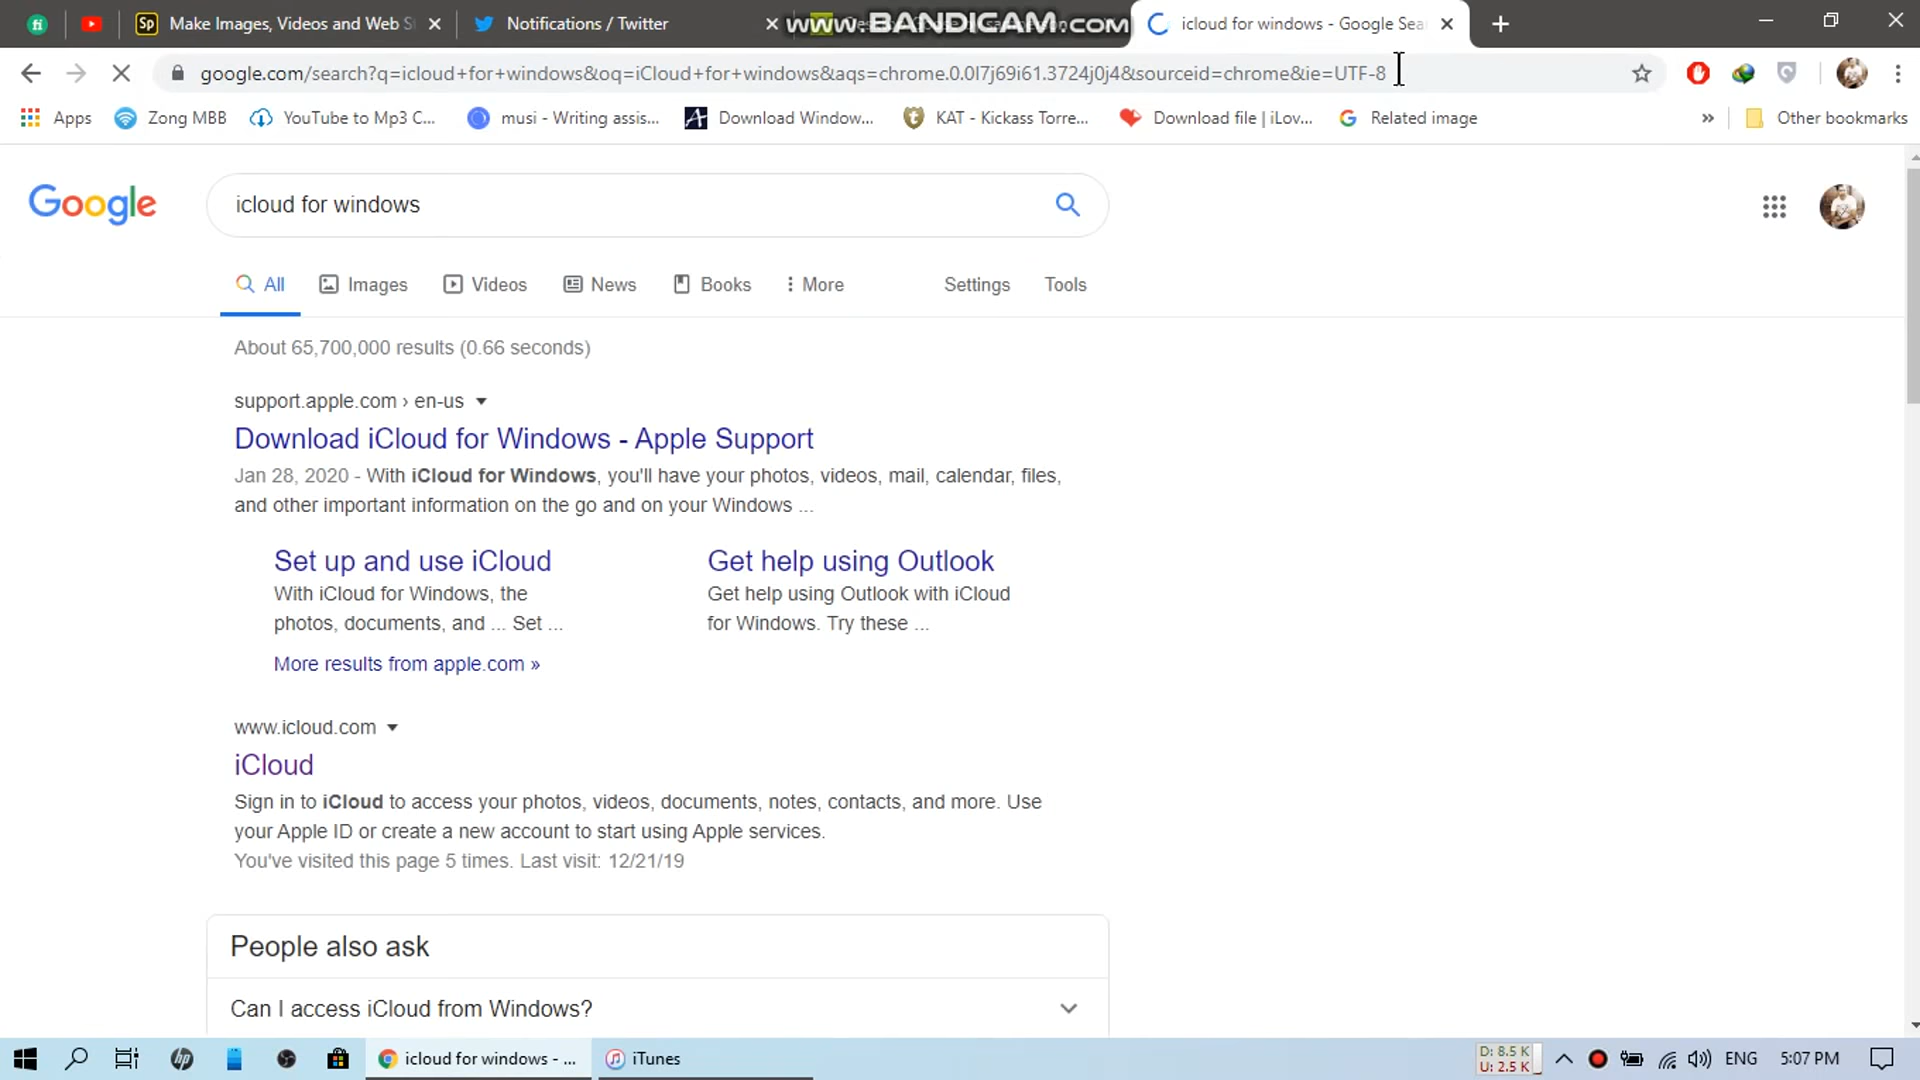 Make Images, Videos and Web S
Notifications / Twitter
www.BANDICAM.com
icloud for windows - Google Sea
google.com/search?q=icloud+for+windows&oq=iCloud+for+windows&aqs=chrome.0.0l7j69i61.3724j0j4&sourceid=chrome&ie=UTF-8
Apps
Zong MBB
YouTube to Mp3 C...
musi - Writing assis...
Download Window...
KAT - Kickass Torre...
Download file | iLov...
Related image
»
Other bookmarks
Google
icloud for windows
All
Images
Videos
News
Books
More
Settings
Tools
About 65,700,000 results (0.66 seconds)
support.apple.com › en-us
Download iCloud for Windows - Apple Support
Jan 28, 2020 - With iCloud for Windows, you'll have your photos, videos, mail, calendar, files,
and other important information on the go and on your Windows ...
Set up and use iCloud
With iCloud for Windows, the
photos, documents, and ... Set ...
Get help using Outlook
Get help using Outlook with iCloud
for Windows. Try these ...
More results from apple.com »
www.icloud.com
iCloud
Sign in to iCloud to access your photos, videos, documents, notes, contacts, and more. Use
your Apple ID or create a new account to start using Apple services.
You've visited this page 5 times. Last visit: 12/21/19
People also ask
Can I access iCloud from Windows?
icloud for windows - ...
iTunes
D: 8.5 K
U: 2.5 K
ENG
5:07 PM